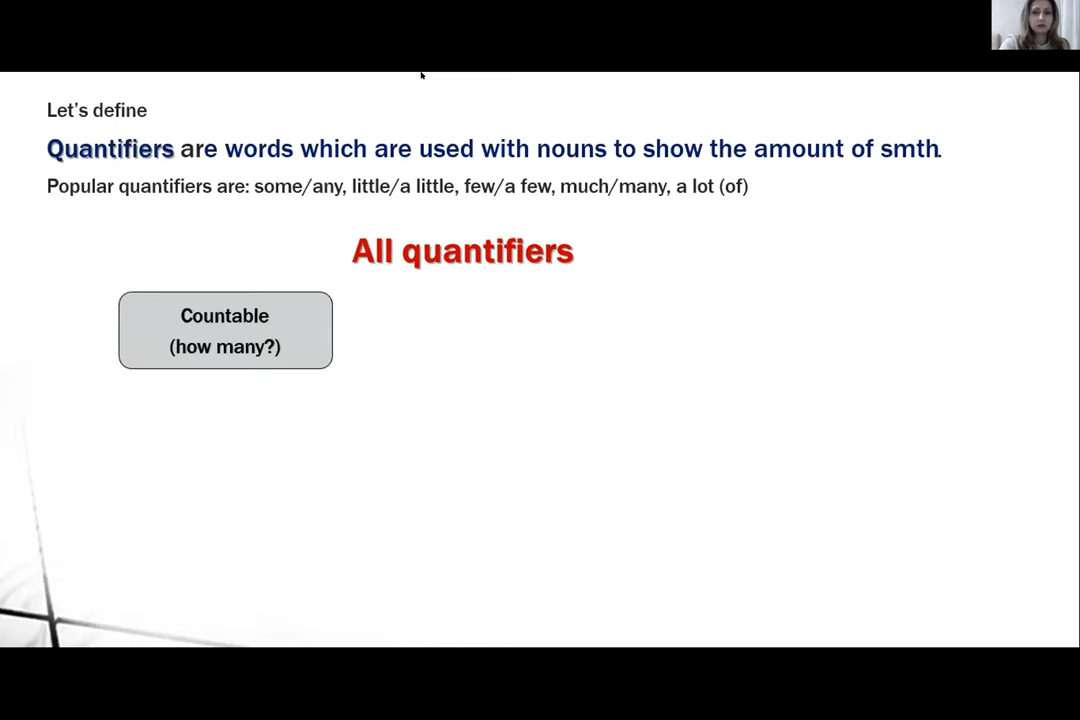 Let's define
Quantifiers are words which are used with nouns to show the amount of smth.
Popular quantifiers are: some/any, little/a little, few/a few, much/many, a lot (of)
All quantifiers
Countable
(how many?)